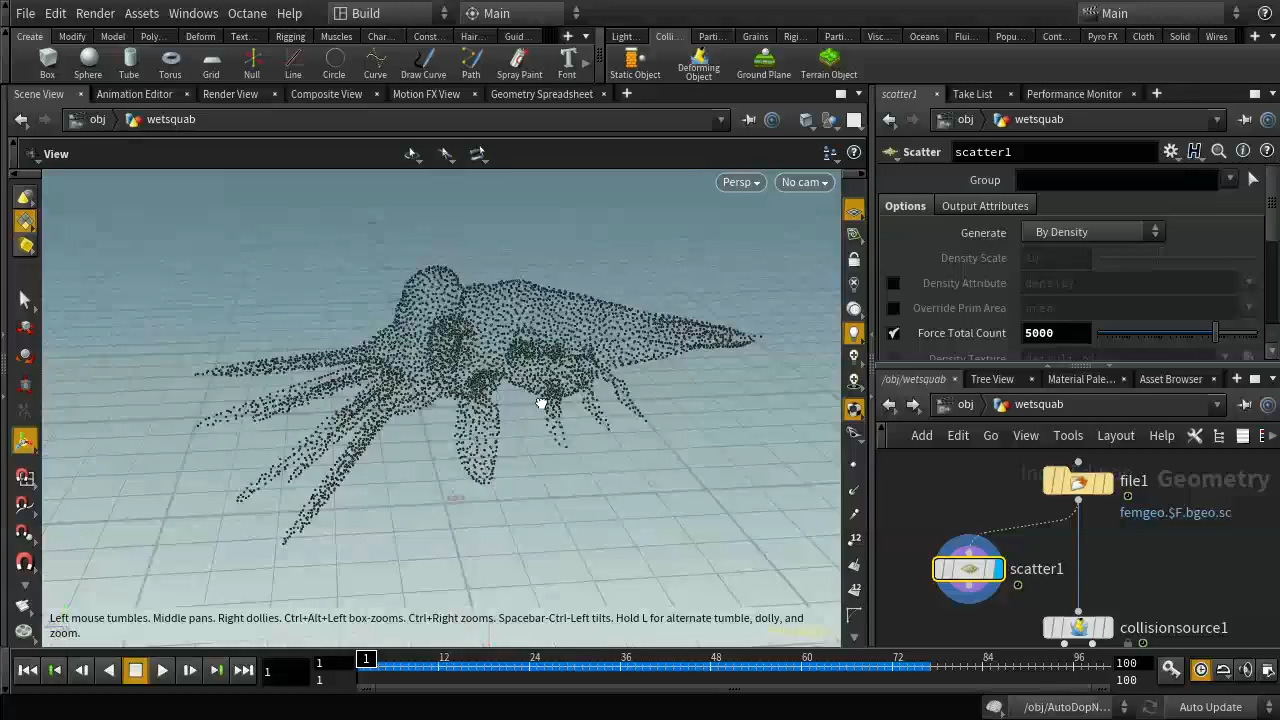 File Edit Render Assets Windows Octane Help Build Main Main
Create Modify Model Poly... Deform Text... Rigging Muscles Char... Const... Hair... Guid... Light... Colli... Parti... Grains Rig... Parti... Visc... Oceans Flui... Popu... Cont... Pyro FX Cloth Solid Wires
Box Sphere Tube Torus Grid Null Line Circle Curve Draw Curve Path Spray Paint Font Static Object Deforming Object Ground Plane Terrain Object
Scene View Animation Editor Render View Composite View Motion FX View Geometry Spreadsheet
obj wetsquab
View
Persp No cam
Left mouse tumbles. Middle pans. Right dollies. Ctrl+Alt+Left box-zooms. Ctrl+Right zooms. Spacebar-Ctrl-Left tilts. Hold L for alternate tumble, dolly, and
zoom.
scatter1 Take List Performance Monitor
obj wetsquab
Scatter scatter1
Group
Options Output Attributes
Generate By Density
Density Scale
Density Attribute density
Override Prim Area area
Force Total Count 5000
/obj/wetsquab Tree View Material Pale... Asset Browser
obj wetsquab
Add Edit Go View Tools Layout Help
Geometry
file1
femgeo.$F.bgeo.sc
scatter1
collisionsource1
1 1 1 1 12 24 36 48 60 72 84 96 100
100
/obj/AutoDopN... Auto Update